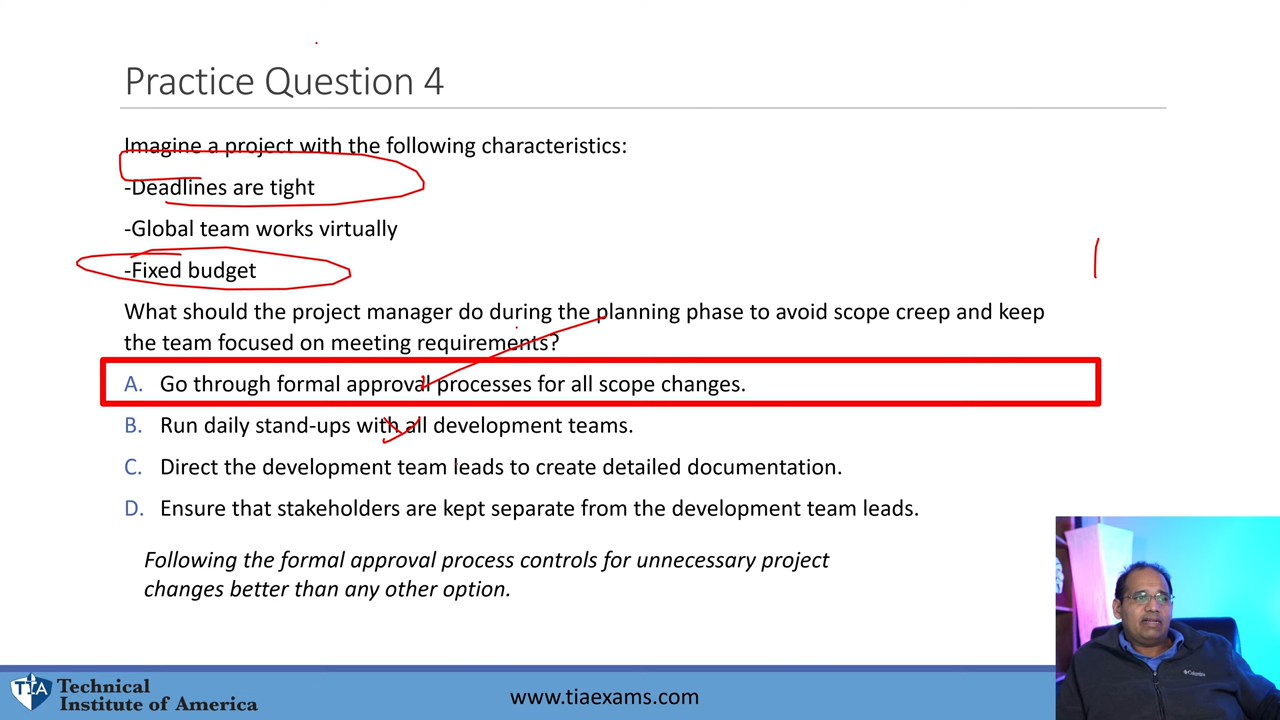 Practice Question 4
Imagine a project with the following characteristics:
-Deadlines are tight
-Global team works virtually
-Fixed budget
What should the project manager do during the planning phase to avoid scope creep and keep
the team focused on meeting requirements?
A. Go through formal approval processes for all scope changes.
B. Run daily stand-ups with all development teams.
C. Direct the development team leads to create detailed documentation.
D. Ensure that stakeholders are kept separate from the development team leads.
Following the formal approval process controls for unnecessary project
changes better than any other option.
Columbia
TIA
Technical
Institute of America
www.tiaexams.com